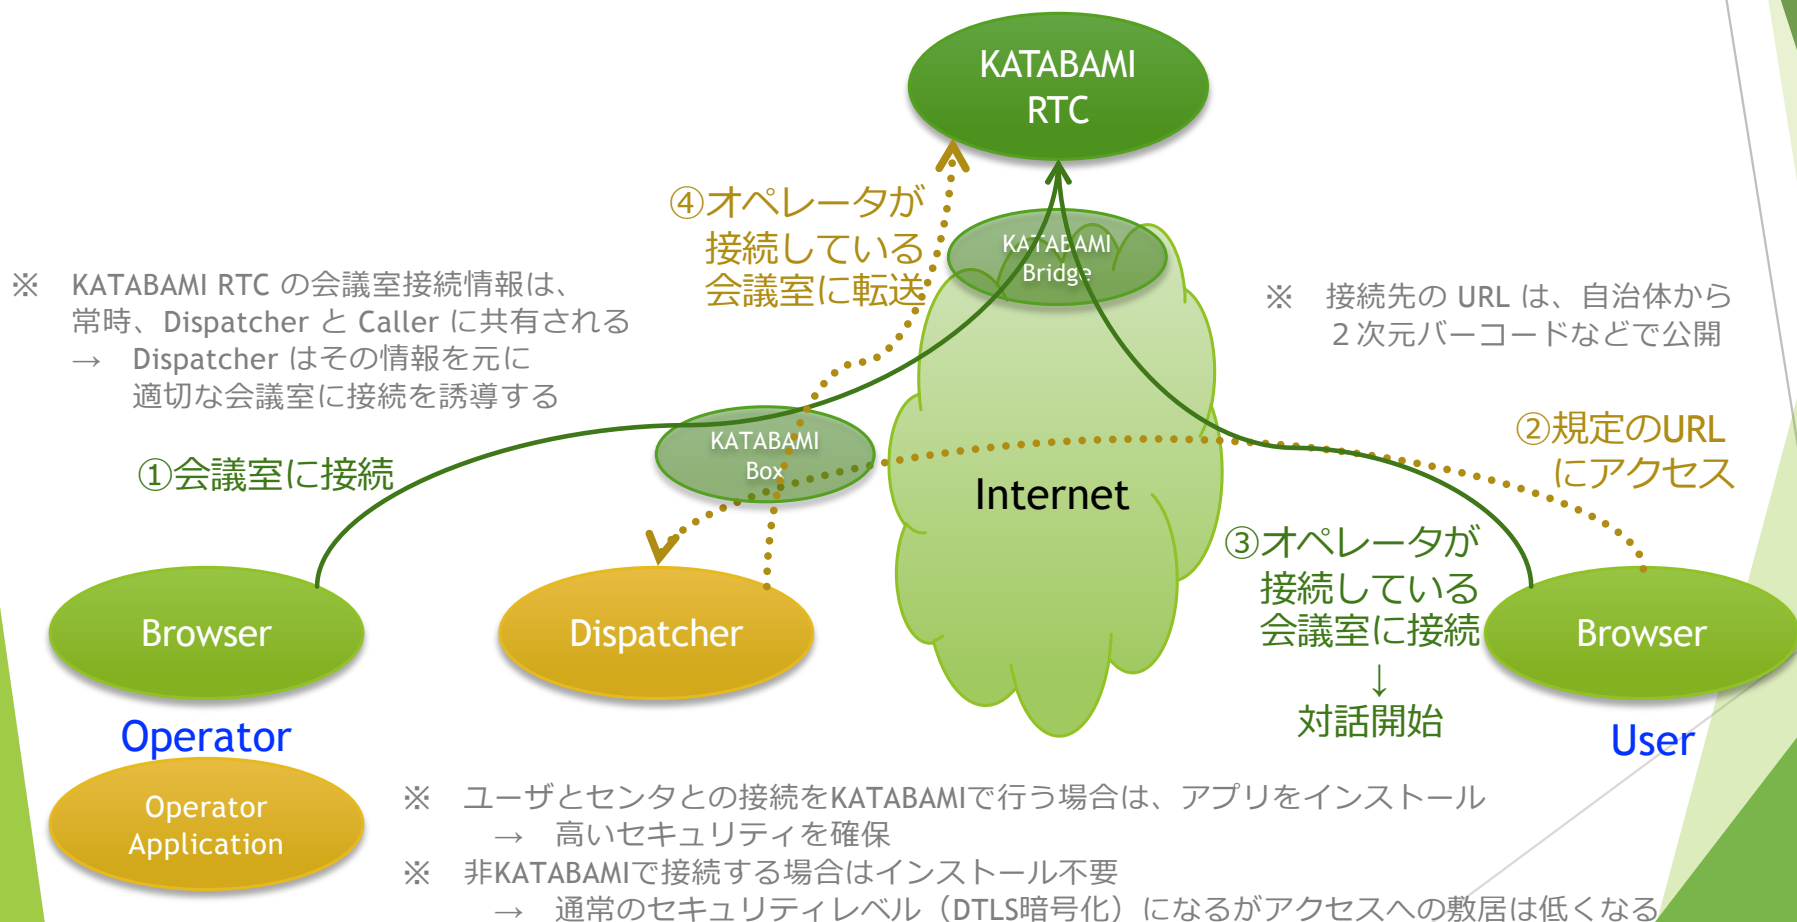 KATABAMI
RTC
④オペレータが
接続している
会議室に転送
KATABAMI
Bridge
※　KATABAMI RTC の会議室接続情報は、
常時、Dispatcher と Caller に共有される
→　Dispatcher はその情報を元に
適切な会議室に接続を誘導する
※　接続先の URL は、自治体から
２次元バーコードなどで公開
①会議室に接続
KATABAMI
Box
②規定のURL
にアクセス
Internet
③オペレータが
接続している
会議室に接続
↓
対話開始
Browser
Dispatcher
Browser
Operator
User
Operator
Application
※　ユーザとセンタとの接続をKATABAMIで行う場合は、アプリをインストール
→　高いセキュリティを確保
※　非KATABAMIで接続する場合はインストール不要
→　通常のセキュリティレベル（DTLS暗号化）になるがアクセスへの敷居は低くなる